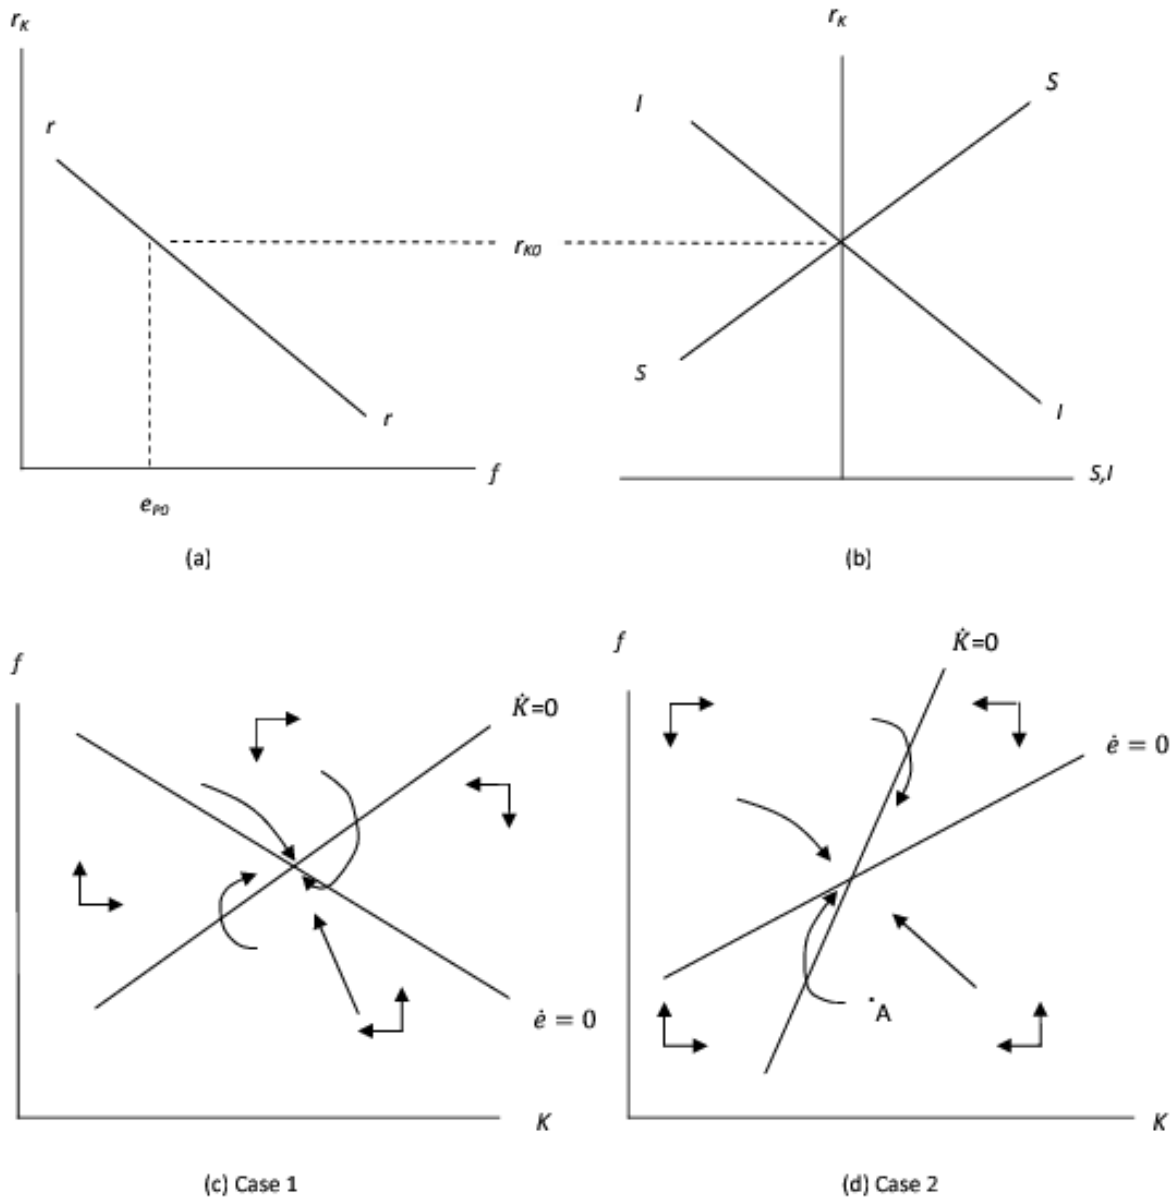 r_K
r
r
r_K0
f
e_P0
(a)
r_K
I
S
S
I
S,I
(b)
f
K̇=0
ė = 0
K
(c) Case 1
f
K̇=0
ė = 0
A
K
(d) Case 2